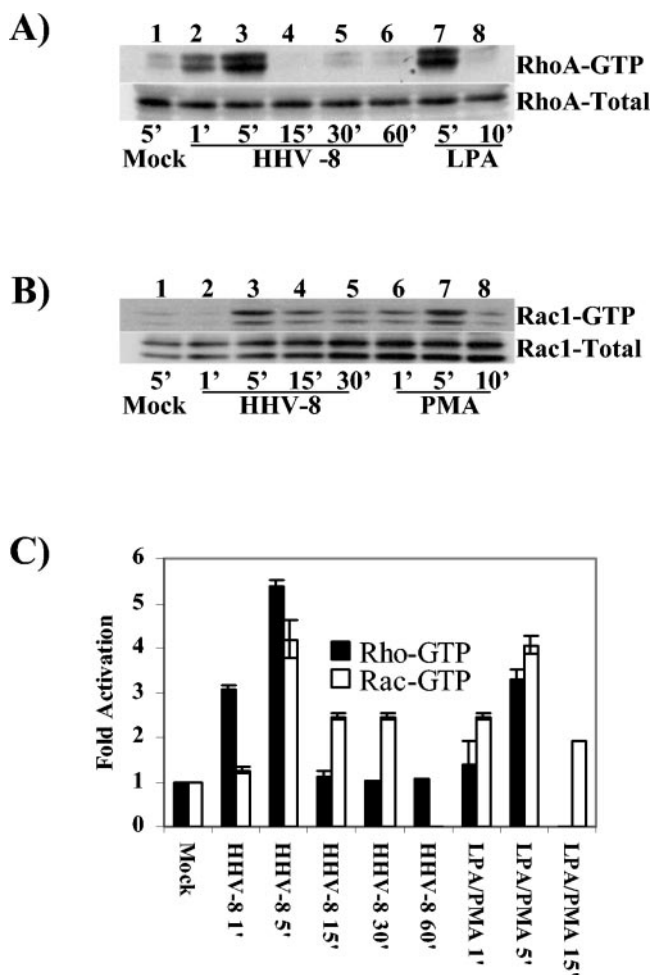 A)
1 2 3 4 5 6 7 8
RhoA-GTP
RhoA-Total
5' 1' 5' 15' 30' 60' 5' 10'
Mock HHV -8 LPA
B)
1 2 3 4 5 6 7 8
Rac1-GTP
Rac1-Total
5' 1' 5' 15' 30' 1' 5' 10'
Mock HHV-8 PMA
C)
6
5
4
3
2
1
0
Fold Activation
Rho-GTP
Rac-GTP
Mock
HHV-8 1'
HHV-8 5'
HHV-8 15'
HHV-8 30'
HHV-8 60'
LPA/PMA 1'
LPA/PMA 5'
LPA/PMA 15'